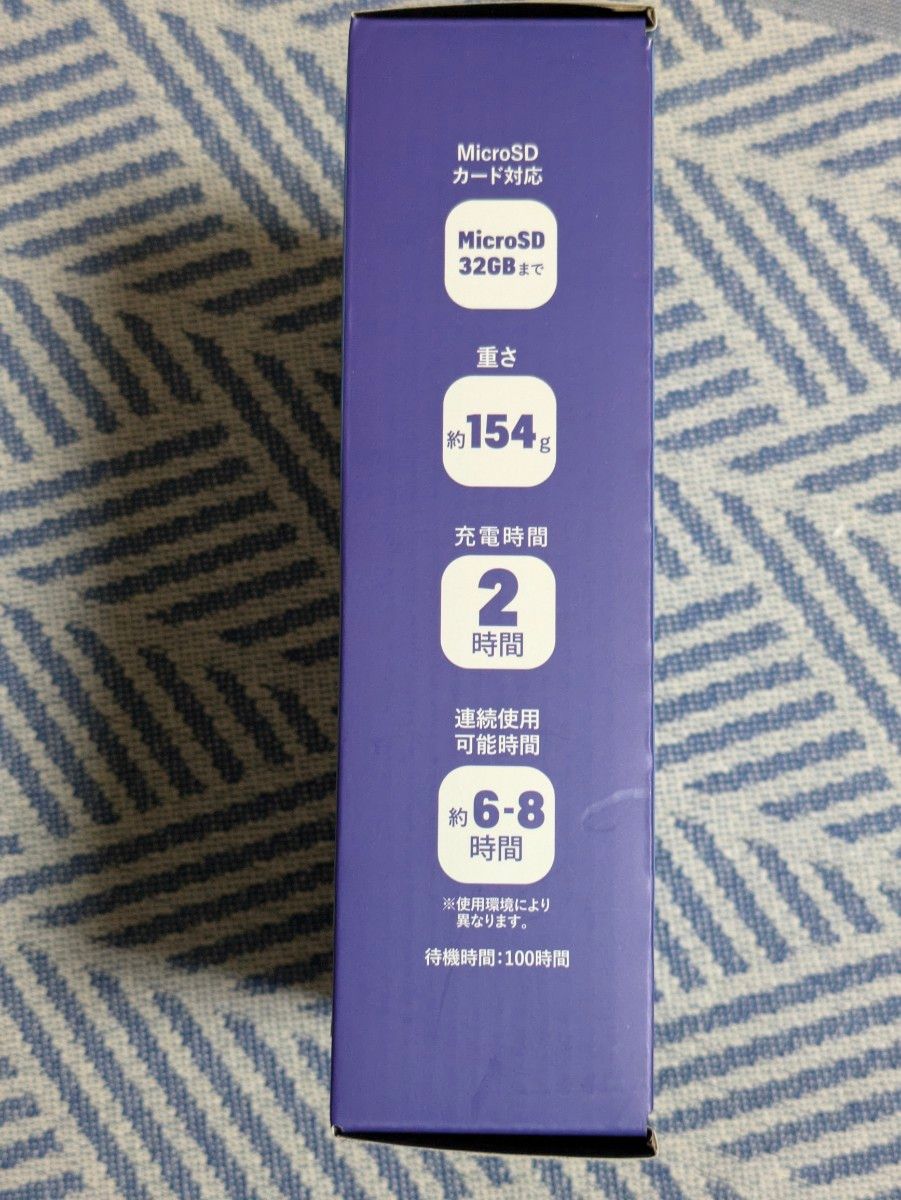 MicroSD
カード対応
MicroSD
32GBまで
重さ
約154g
充電時間
2
時間
連続使用
可能時間
約6-8
時間
※使用環境により
異なります。
待機時間：100時間